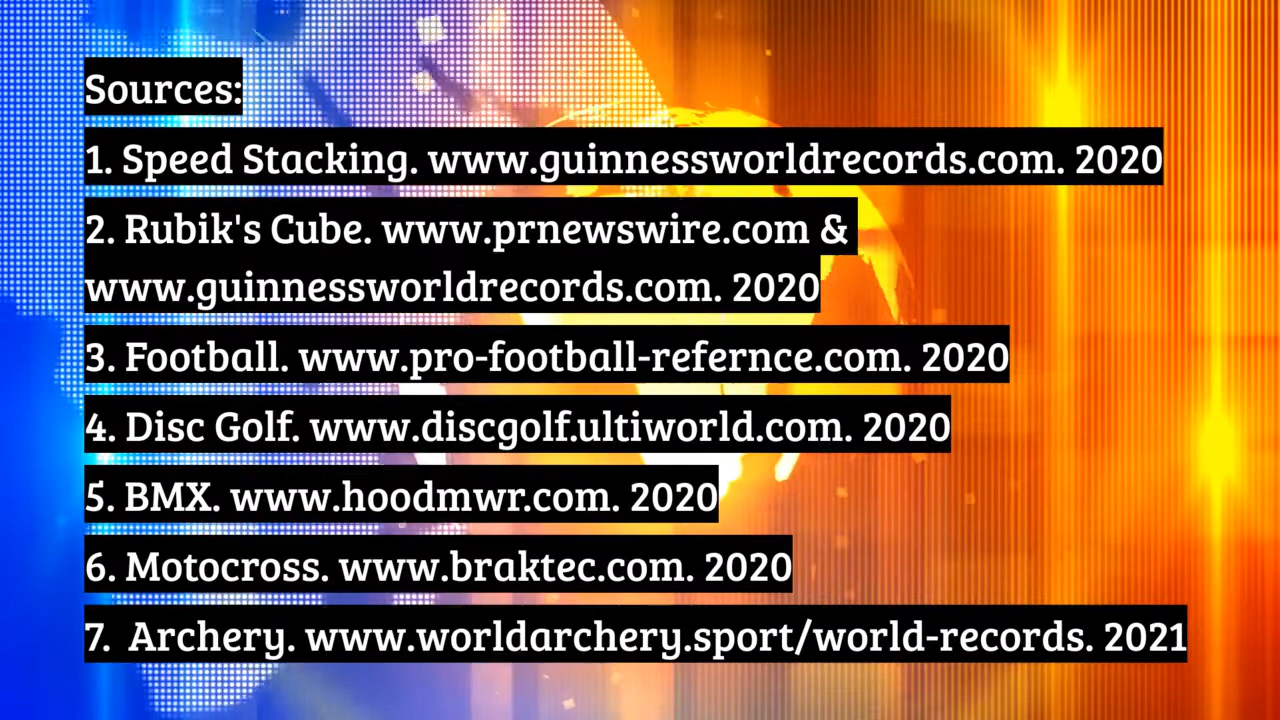 Sources:
1. Speed Stacking. www.guinnessworldrecords.com. 2020
2. Rubik's Cube. www.prnewswire.com &
www.guinnessworldrecords.com. 2020
3. Football. www.pro-football-refernce.com. 2020
4. Disc Golf. www.discgolf.ultiworld.com. 2020
5. BMX. www.hoodmwr.com. 2020
6. Motocross. www.braktec.com. 2020
7. Archery. www.worldarchery.sport/world-records. 2021